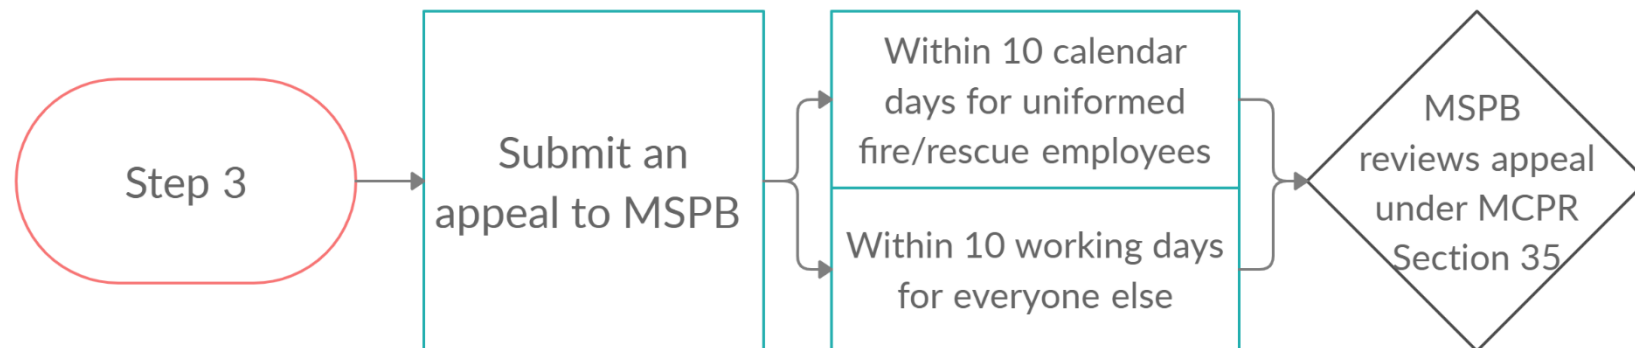 Step 3
Submit an
appeal to MSPB
Within 10 calendar
days for uniformed
fire/rescue employees
Within 10 working days
for everyone else
MSPB
reviews appeal
under MCPR
Section 35